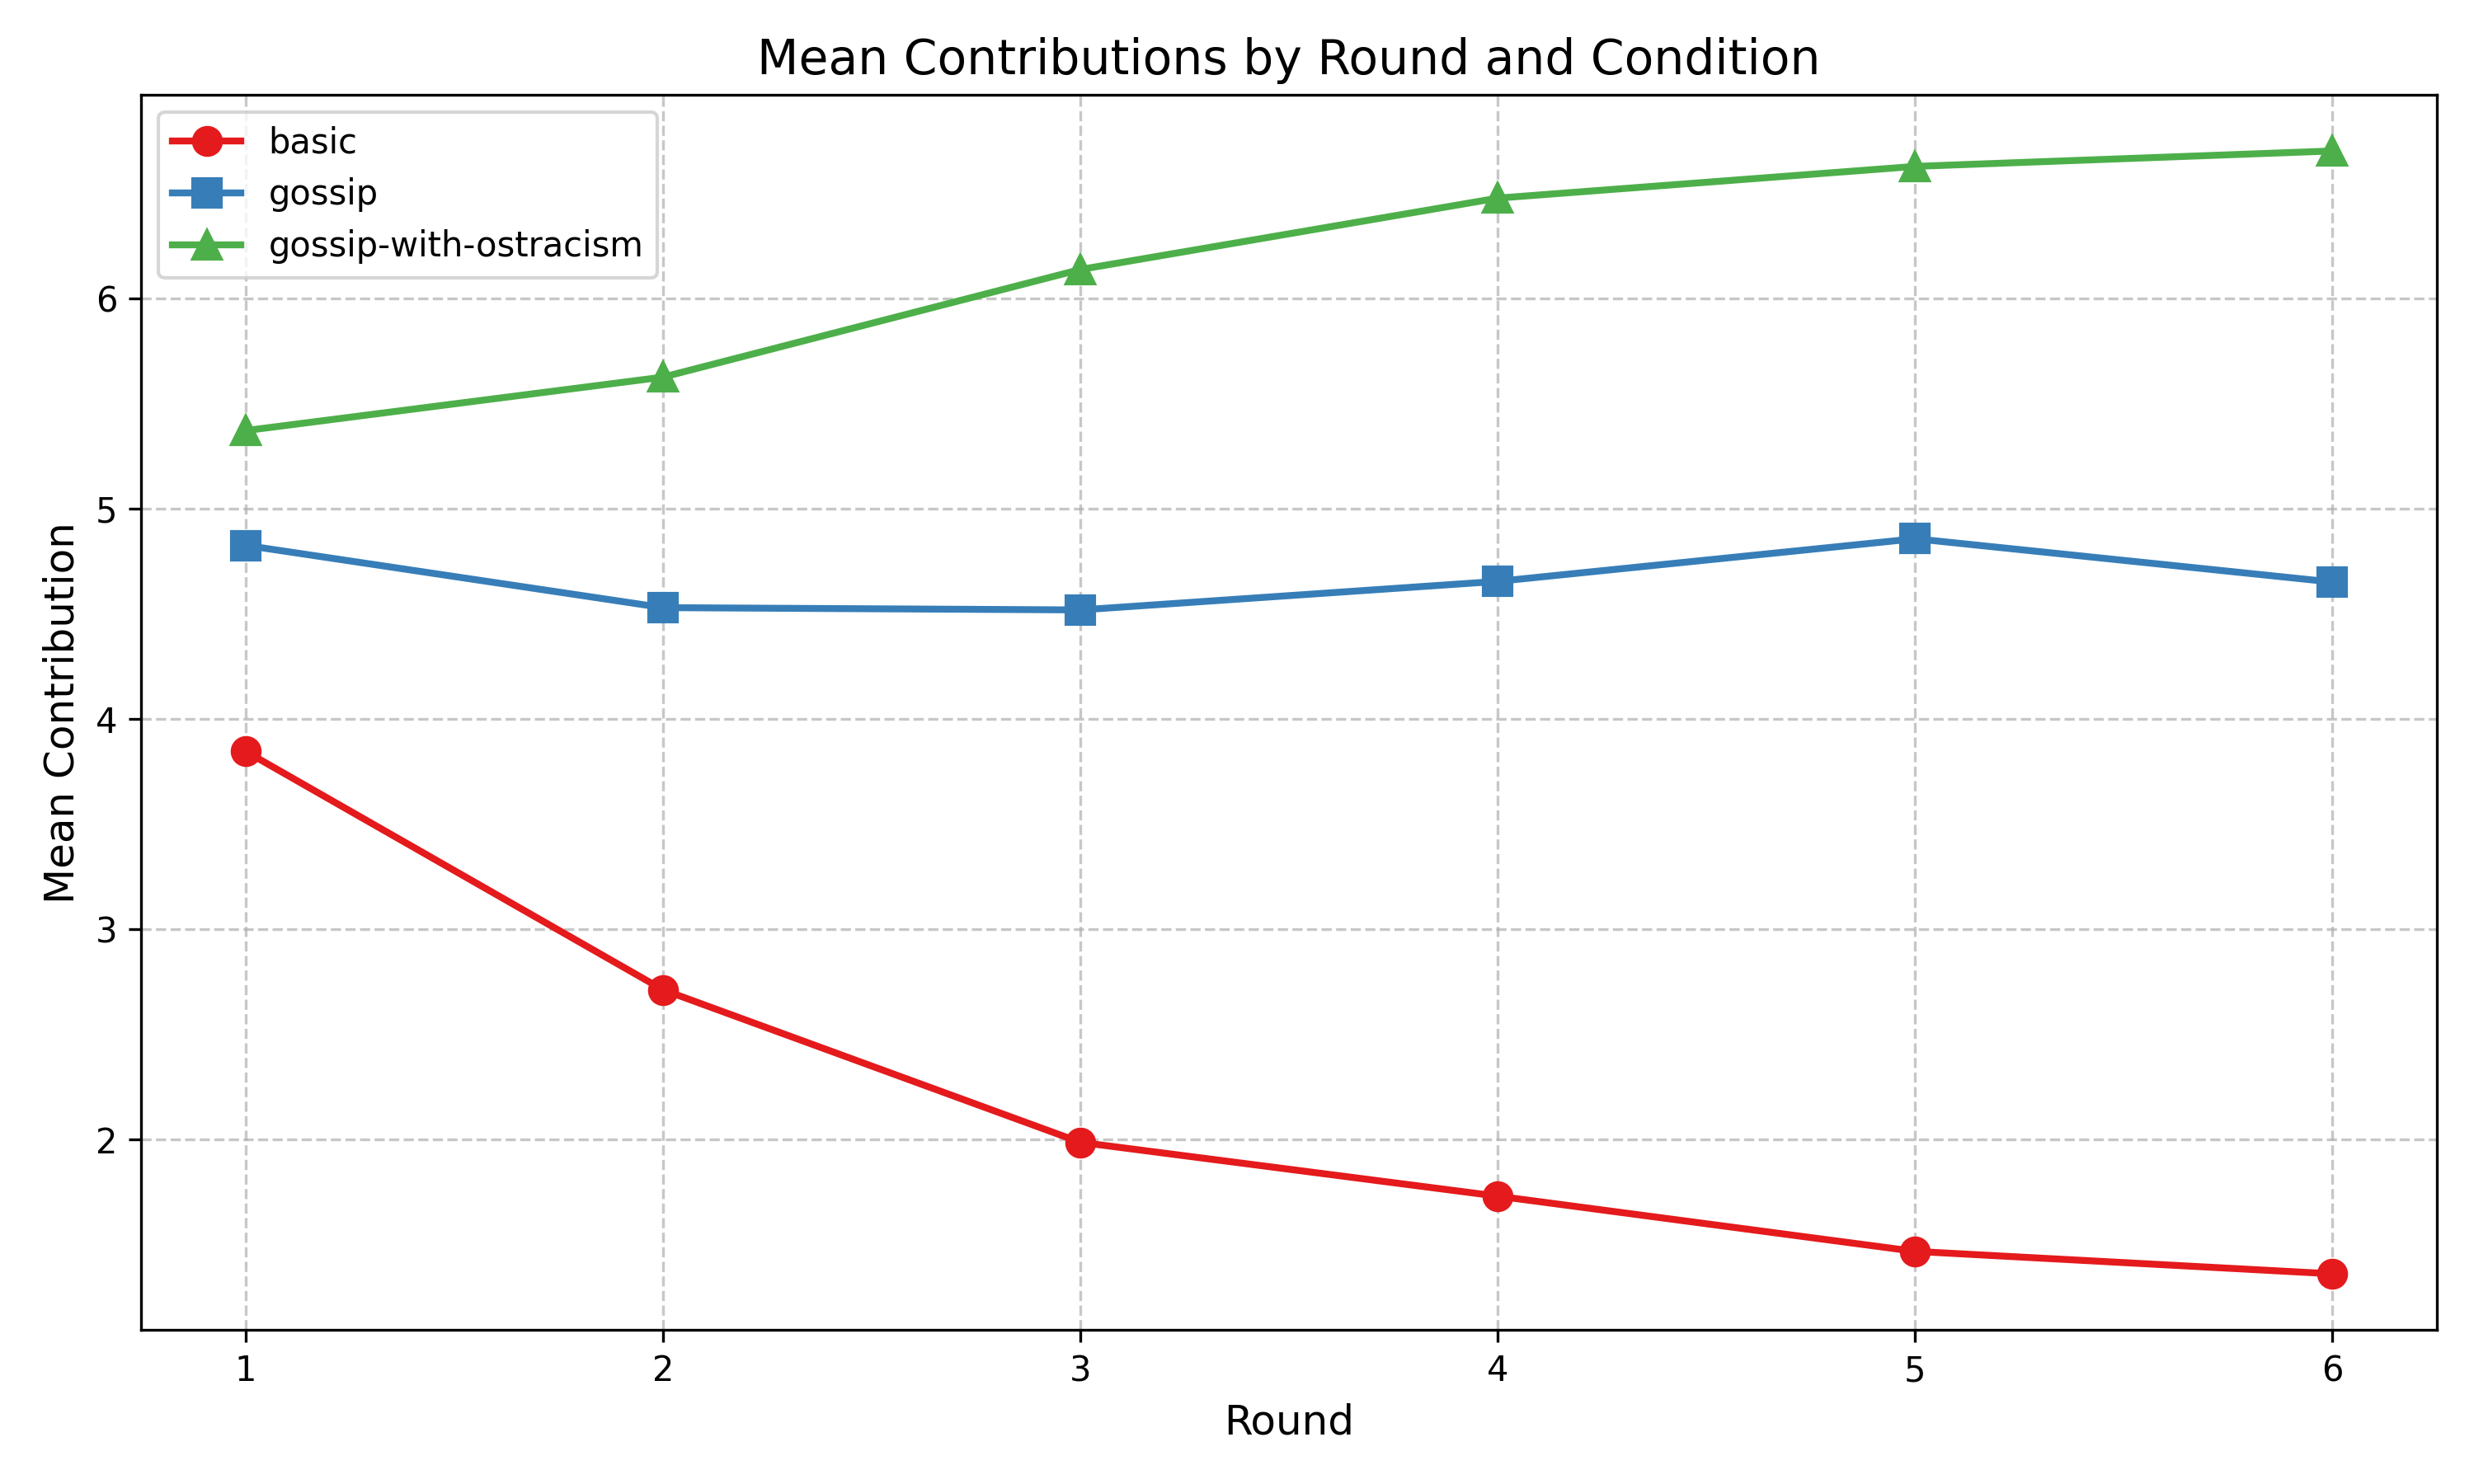 Mean Contributions by Round and Condition
basic
gossip
gossip-with-ostracism
6
5
4
3
2
Mean Contribution
1 2 3 4 5 6
Round